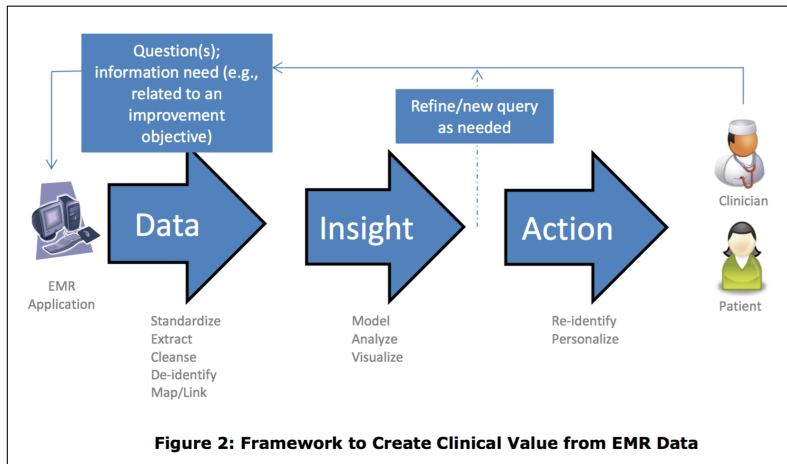 Question(s);
information need (e.g.,
related to an
improvement
objective)
Refine/new query
as needed
Data
Insight
Action
EMR
Application
Clinician
Patient
Standardize
Extract
Cleanse
De-identify
Map/Link
Model
Analyze
Visualize
Re-identify
Personalize
Figure 2: Framework to Create Clinical Value from EMR Data